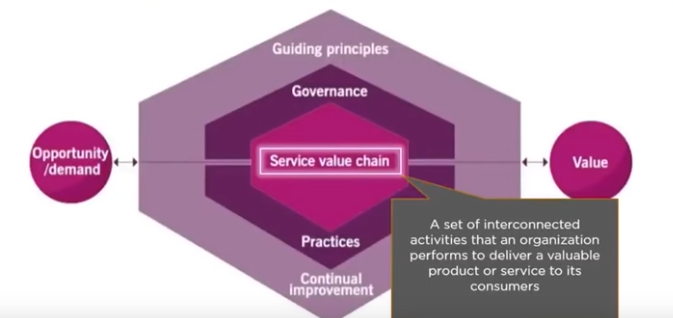 Guiding principles
Governance
Opportunity
/demand
Service value chain
Value
A set of interconnected
activities that an organization
performs to deliver a valuable
product or service to its
consumers
Practices
Continual
improvement